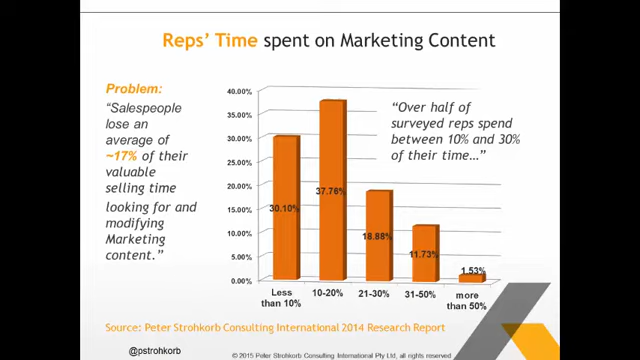 Reps' Time spent on Marketing Content
Problem:
"Salespeople
lose an
average of
~17% of their
valuable
selling time
looking for and
modifying
Marketing
content."
40.00%
35.00%
30.00%
25.00%
20.00%
15.00%
10.00%
5.00%
0.00%
30.10%
37.76%
18.88%
11.73%
1.53%
Less
than 10%
10-20%
21-30%
31-50%
more
than 50%
"Over half of
surveyed reps spend
between 10% and 30%
of their time…"
Source: Peter Strohkorb Consulting International 2014 Research Report
@pstrohkorb
© 2015 Peter Strohkorb Consulting International Pty Ltd, all rights reserved